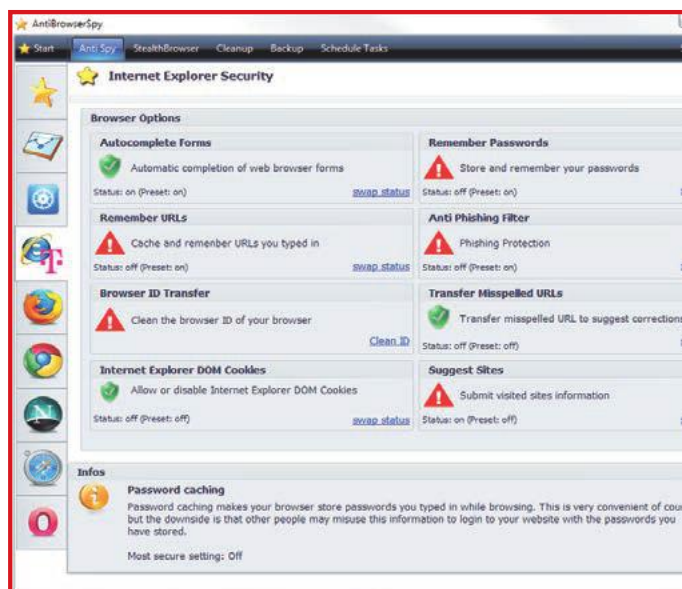 AntiBrowserSpy
Start Anti Spy StealthBrowser Cleanup Backup Schedule Tasks
Internet Explorer Security
Browser Options
Autocomplete Forms
Automatic completion of web browser forms
Status: on (Preset: on) swap status
Remember Passwords
Store and remember your passwords
Status: off (Preset: on)
Remember URLs
Cache and remenber URLs you typed in
Status: off (Preset: on) swap status
Anti Phishing Filter
Phishing Protection
Status: off (Preset: on)
Browser ID Transfer
Clean the browser ID of your browser
Clean ID
Transfer Misspelled URLs
Transfer misspelled URL to suggest corrections
Status: off (Preset: off)
Internet Explorer DOM Cookies
Allow or disable Internet Explorer DOM Cookies
Status: off (Preset: off) swap status
Suggest Sites
Submit visited sites information
Status: on (Preset: off)
Infos
Password caching
Password caching makes your browser store passwords you typed in while browsing. This is very convenient of cou
but the downside is that other people may misuse this information to login to your website with the passwords you
have stored.
Most secure setting: Off